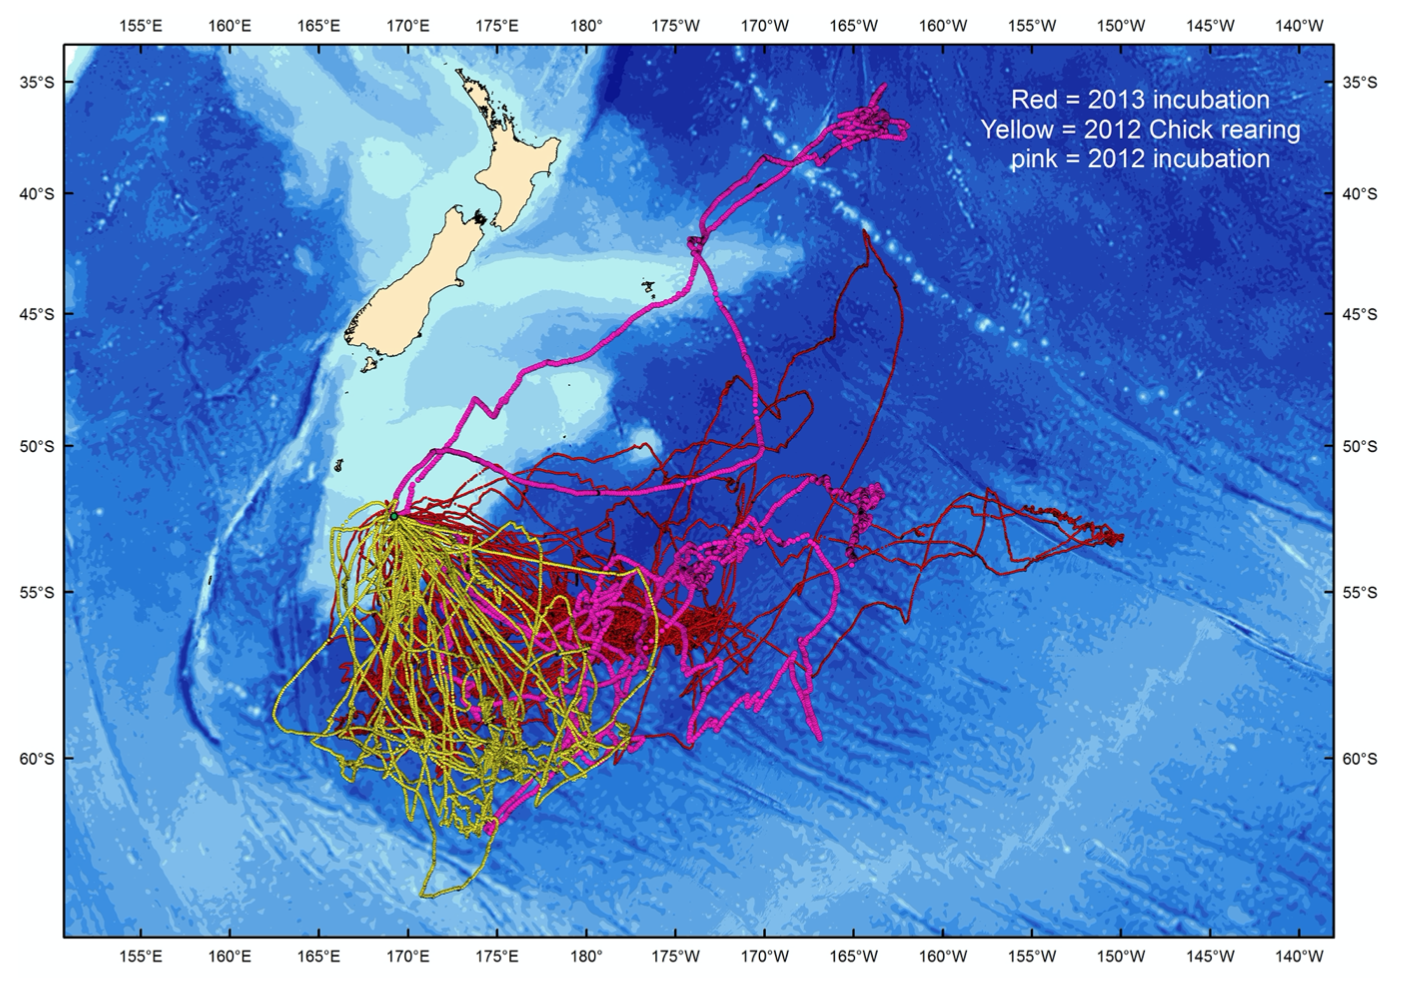 155°E 160°E 165°E 170°E 175°E 180° 175°W 170°W 165°W 160°W 155°W 150°W 145°W 140°W
35°S 35°S
Red = 2013 incubation
Yellow = 2012 Chick rearing
pink = 2012 incubation
40°S 40°S
45°S 45°S
50°S 50°S
55°S 55°S
60°S 60°S
155°E 160°E 165°E 170°E 175°E 180° 175°W 170°W 165°W 160°W 155°W 150°W 145°W 140°W